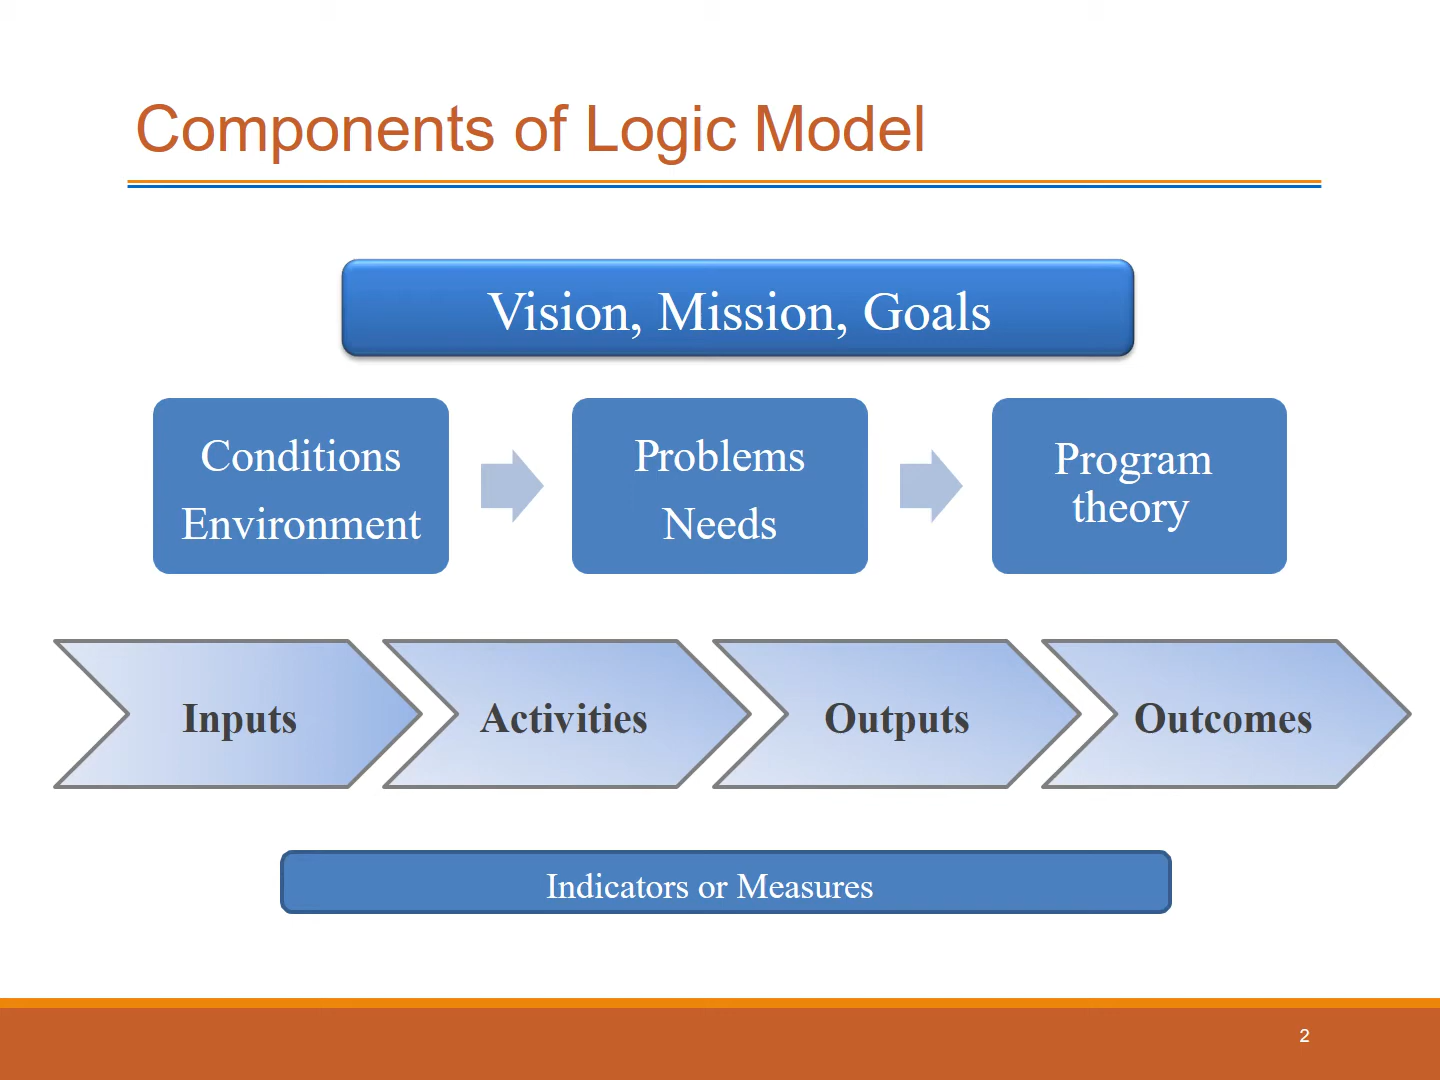 Components of Logic Model
Vision, Mission, Goals
Conditions
Environment
Problems
Needs
Program
theory
Inputs
Activities
Outputs
Outcomes
Indicators or Measures
2